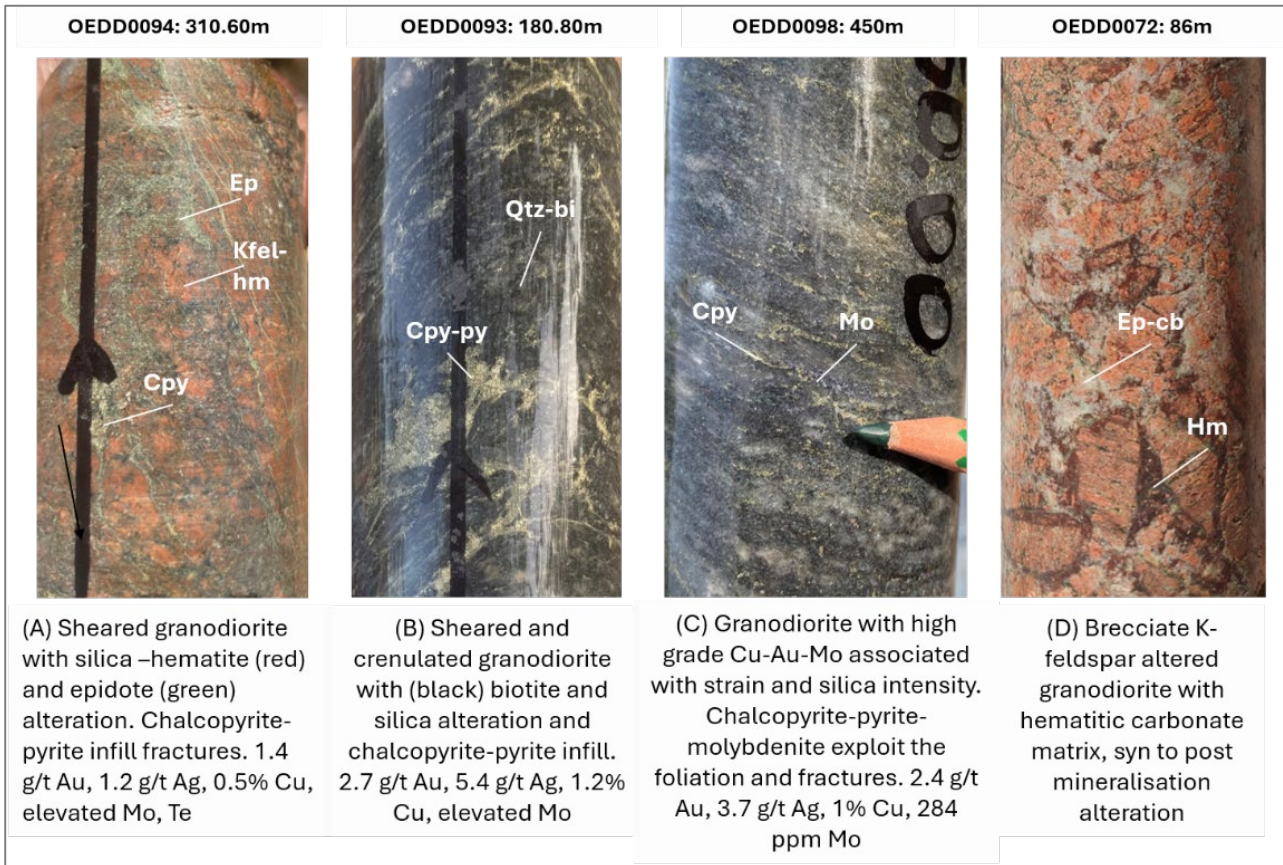 OEDD0094: 310.60m
OEDD0093: 180.80m
OEDD0098: 450m
OEDD0072: 86m
Ep
Kfel-
hm
Cpy
Qtz-bi
Cpy-py
Cpy
Mo
Ep-cb
Hm
(A) Sheared granodiorite
with silica –hematite (red)
and epidote (green)
alteration. Chalcopyrite-
pyrite infill fractures. 1.4
g/t Au, 1.2 g/t Ag, 0.5% Cu,
elevated Mo, Te
(B) Sheared and
crenulated granodiorite
with (black) biotite and
silica alteration and
chalcopyrite-pyrite infill.
2.7 g/t Au, 5.4 g/t Ag, 1.2%
Cu, elevated Mo
(C) Granodiorite with high
grade Cu-Au-Mo associated
with strain and silica intensity.
Chalcopyrite-pyrite-
molybdenite exploit the
foliation and fractures. 2.4 g/t
Au, 3.7 g/t Ag, 1% Cu, 284
ppm Mo
(D) Brecciate K-
feldspar altered
granodiorite with
hematitic carbonate
matrix, syn to post
mineralisation
alteration